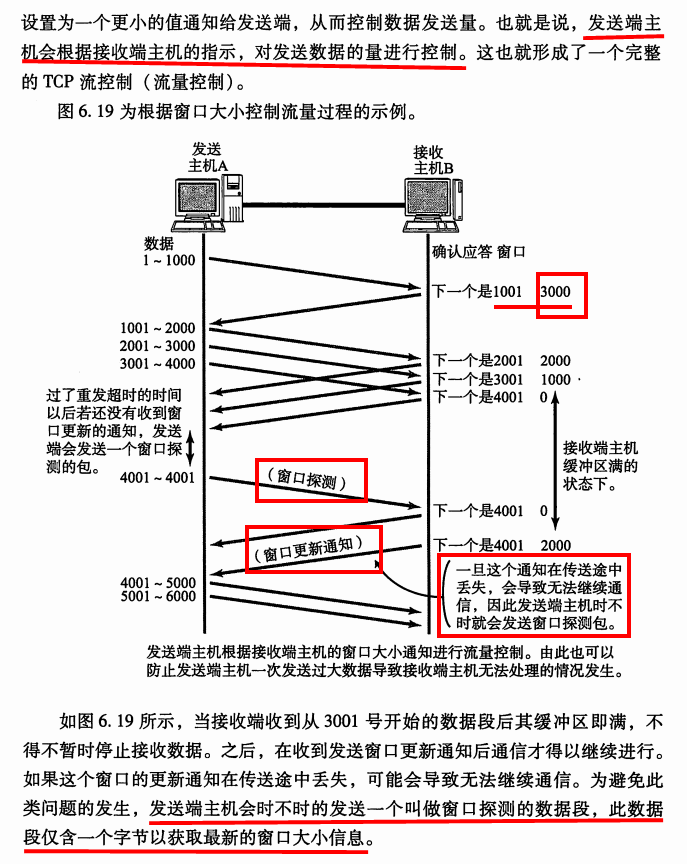 设置为一个更小的值通知给发送端，从而控制数据发送量。也就是说，发送端主
机会根据接收端主机的指示，对发送数据的量进行控制。这也就形成了一个完整
的 TCP 流控制（流量控制）。
图 6.19 为根据窗口大小控制流量过程的示例。
发送
主机A
接收
主机B
数据
确认应答 窗口
1 ~ 1000
下一个是1001 3000
1001 ~ 2000
2001 ~ 3000
3001 ~ 4000
下一个是2001 2000
下一个是3001 1000
下一个是4001 0
过了重发超时的时间
以后若还没有收到窗
口更新的通知，发送
端会发送一个窗口探
测的包。
接收端主机
缓冲区满的
状态下。
4001 ~ 4001
（窗口探测）
下一个是4001 0
（窗口更新通知）
下一个是4001 2000
一旦这个通知在传送途中
丢失，会导致无法继续通
信，因此发送端主机时不
时就会发送窗口探测包。
4001 ~ 5000
5001 ~ 6000
发送端主机根据接收端主机的窗口大小通知进行流量控制。由此也可以
防止发送端主机一次发送过大数据导致接收端主机无法处理的情况发生。
如图 6.19 所示，当接收端收到从 3001 号开始的数据段后其缓冲区即满，不
得不暂时停止接收数据。之后，在收到发送窗口更新通知后通信才得以继续进行。
如果这个窗口的更新通知在传送途中丢失，可能会导致无法继续通信。为避免此
类问题的发生，发送端主机会时不时的发送一个叫做窗口探测的数据段，此数据
段仅含一个字节以获取最新的窗口大小信息。